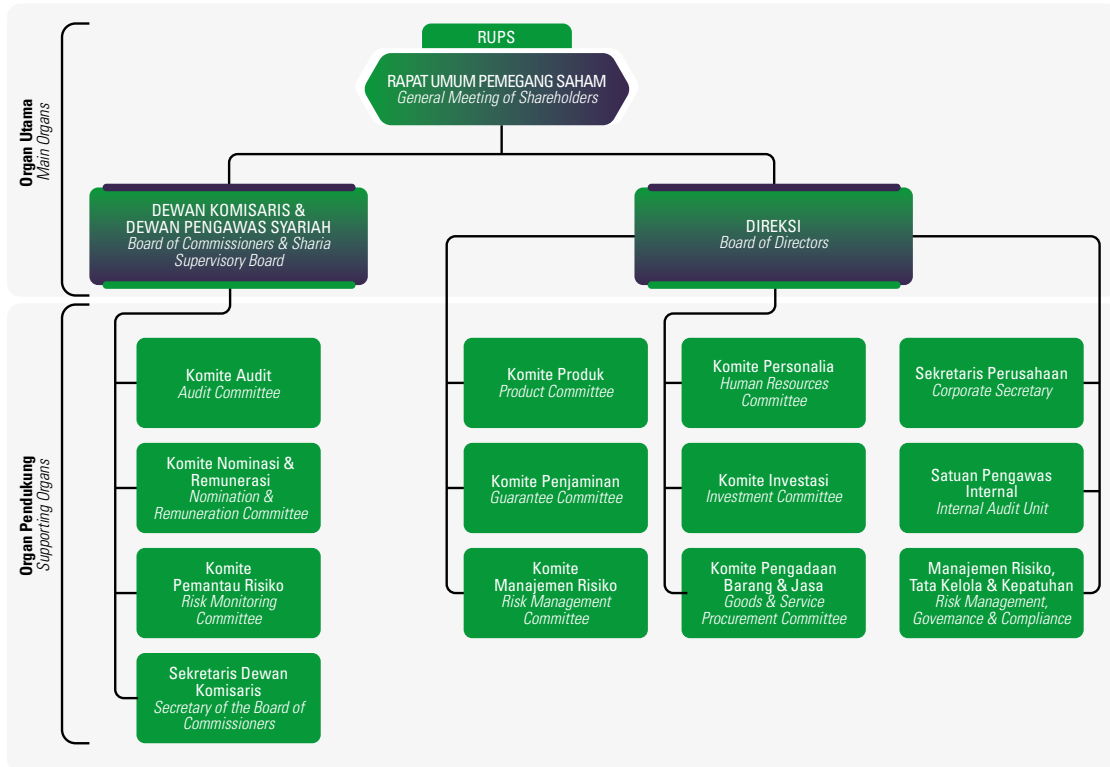 RUPS
RAPAT UMUM PEMEGANG SAHAM
General Meeting of Shareholders
Organ Utama
Main Organs
DEWAN KOMISARIS &
DEWAN PENGAWAS SYARIAH
Board of Commissioners & Sharia
Supervisory Board
DIREKSI
Board of Directors
Organ Pendukung
Supporting Organs
Komite Audit
Audit Committee
Komite Nominasi &
Remunerasi
Nomination &
Remuneration Committee
Komite
Pemantau Risiko
Risk Monitoring
Committee
Sekretaris Dewan
Komisaris
Secretary of the Board of
Commissioners
Komite Produk
Product Committee
Komite Penjaminan
Guarantee Committee
Komite
Manajemen Risiko
Risk Management
Committee
Komite Personalia
Human Resources
Committee
Komite Investasi
Investment Committee
Komite Pengadaan
Barang & Jasa
Goods & Service
Procurement Committee
Sekretaris Perusahaan
Corporate Secretary
Satuan Pengawas
Internal
Internal Audit Unit
Manajemen Risiko,
Tata Kelola & Kepatuhan
Risk Management,
Governance & Compliance